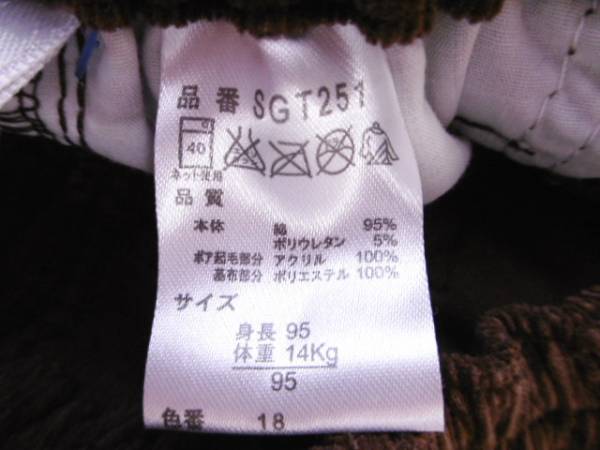 品番 SGT251
40
ネット使用
品質
本体 綿 95%
ポリウレタン 5%
ボア起毛部分 アクリル 100%
基布部分 ポリエステル 100%
サイズ
身長 95
体重 14Kg
95
色番 18